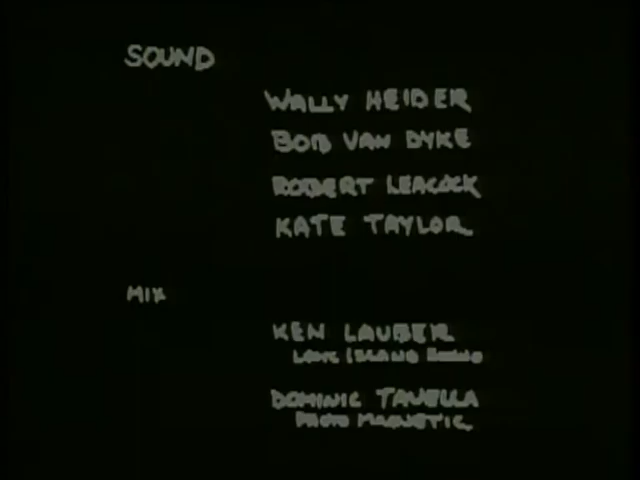 SOUND
WALLY HEIDER
BOB VAN DYKE
ROBERT LEACOCK
KATE TAYLOR
MIX
KEN LAUBER
LONG ISLAND SOUND
DOMINIC TAVELLA
PHOTO MAGNETIC